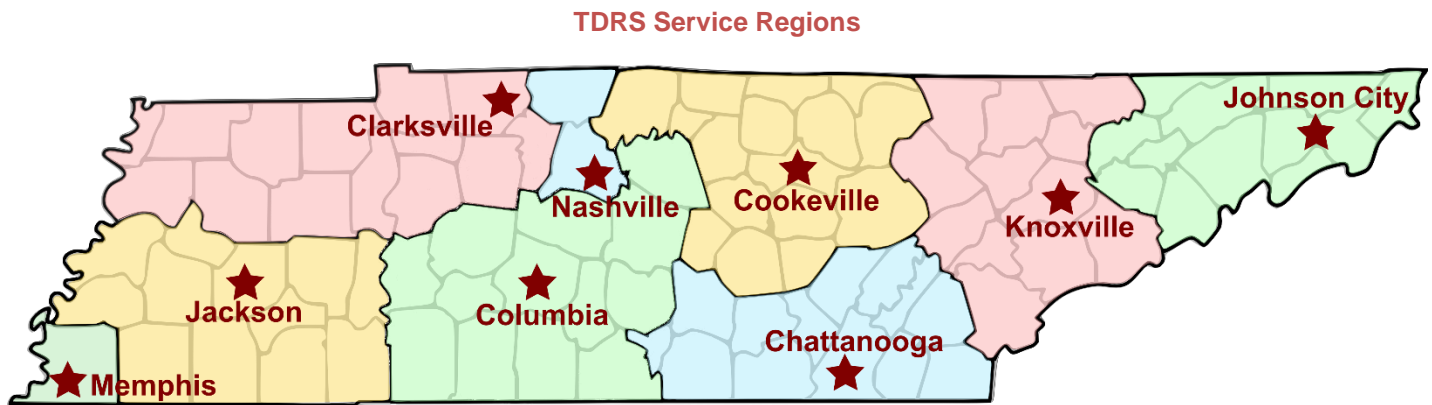 TDRS Service Regions
Johnson City
Clarksville
Nashville
Cookeville
Knoxville
Jackson
Columbia
Chattanooga
Memphis